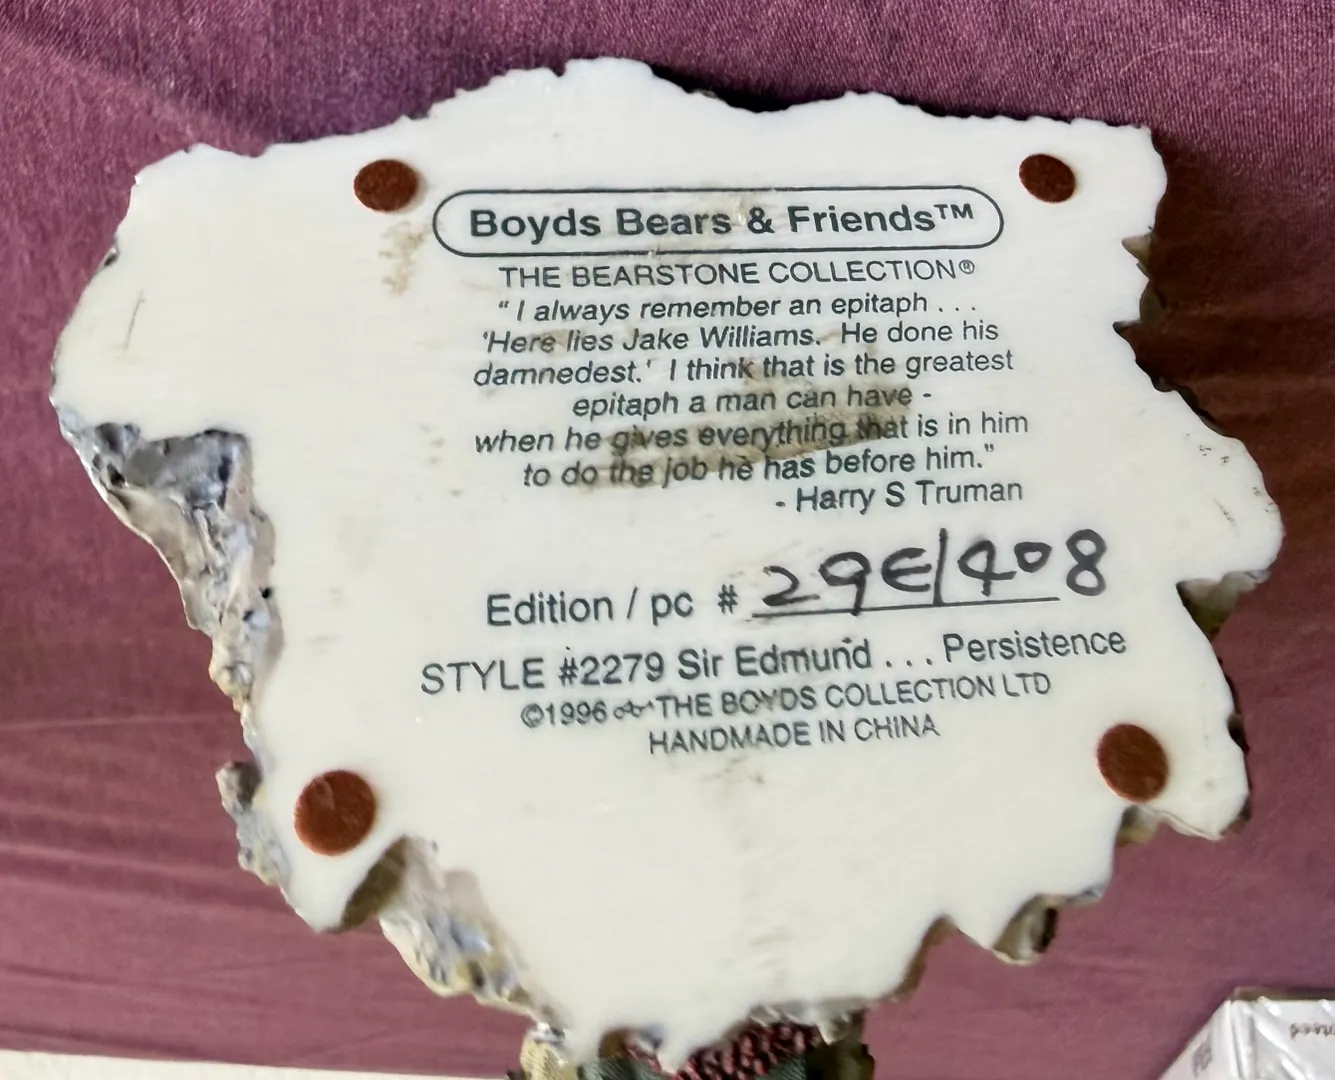 Boyds Bears & Friends™
THE BEARSTONE COLLECTION®
“ I always remember an epitaph . . .
'Here lies Jake Williams. He done his
damnedest.' I think that is the greatest
epitaph a man can have -
when he gives everything that is in him
to do the job he has before him.”
- Harry S Truman
Edition / pc # 29E/1408
STYLE #2279 Sir Edmund . . . Persistence
©1996 THE BOYDS COLLECTION LTD
HANDMADE IN CHINA